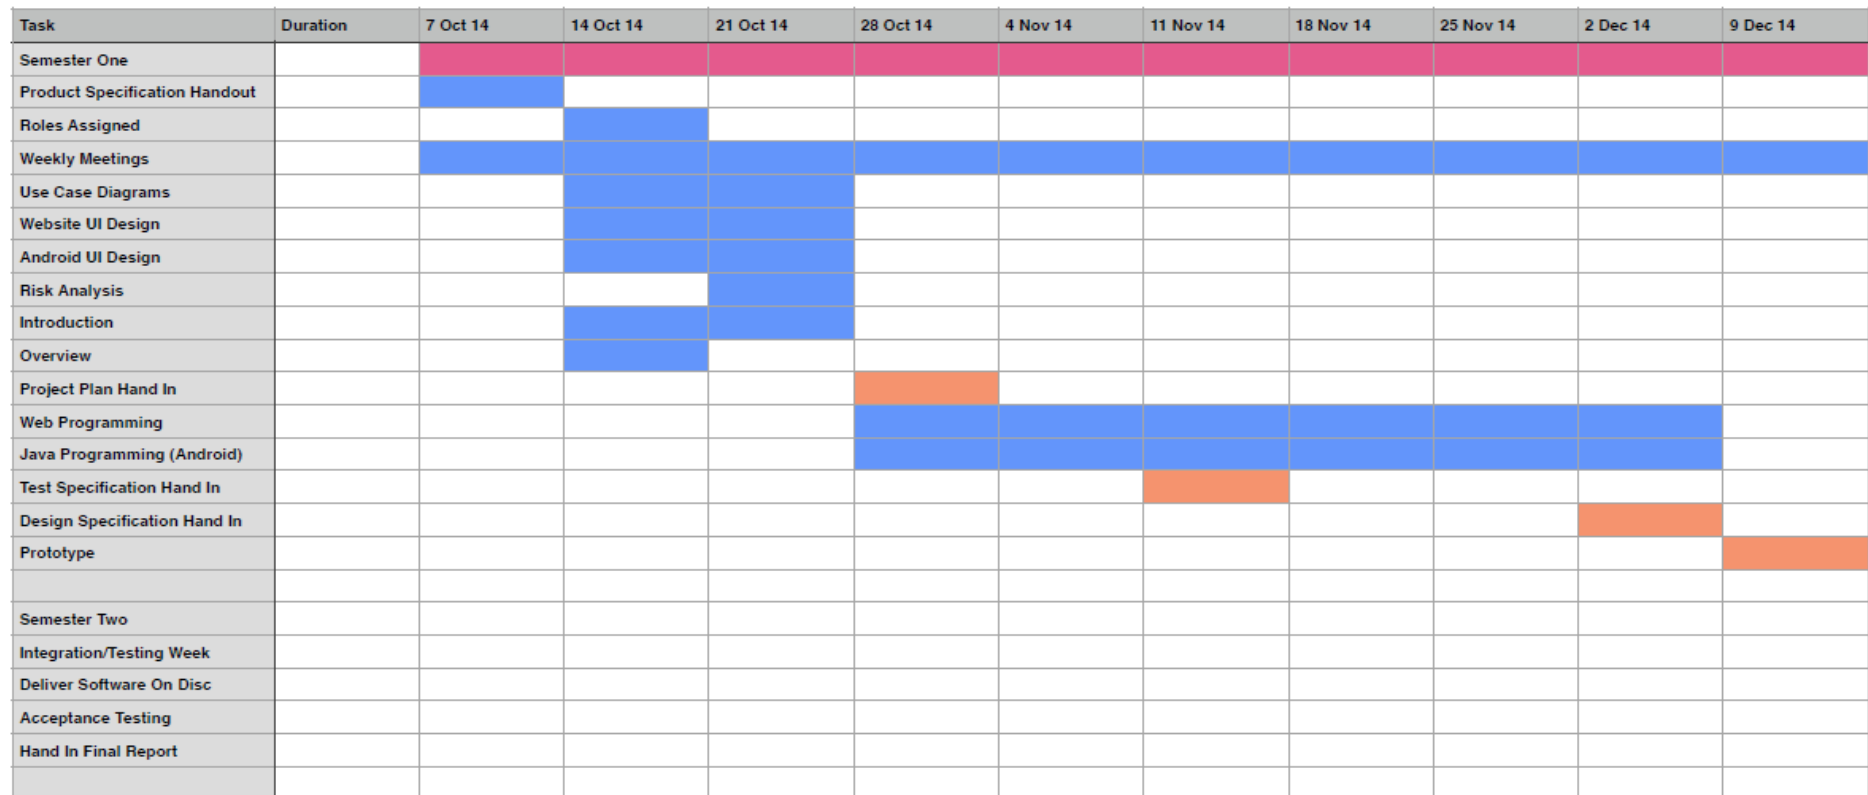 Task Duration 7 Oct 14 14 Oct 14 21 Oct 14 28 Oct 14 4 Nov 14 11 Nov 14 18 Nov 14 25 Nov 14 2 Dec 14 9 Dec 14
Semester One
Product Specification Handout
Roles Assigned
Weekly Meetings
Use Case Diagrams
Website UI Design
Android UI Design
Risk Analysis
Introduction
Overview
Project Plan Hand In
Web Programming
Java Programming (Android)
Test Specification Hand In
Design Specification Hand In
Prototype
Semester Two
Integration/Testing Week
Deliver Software On Disc
Acceptance Testing
Hand In Final Report